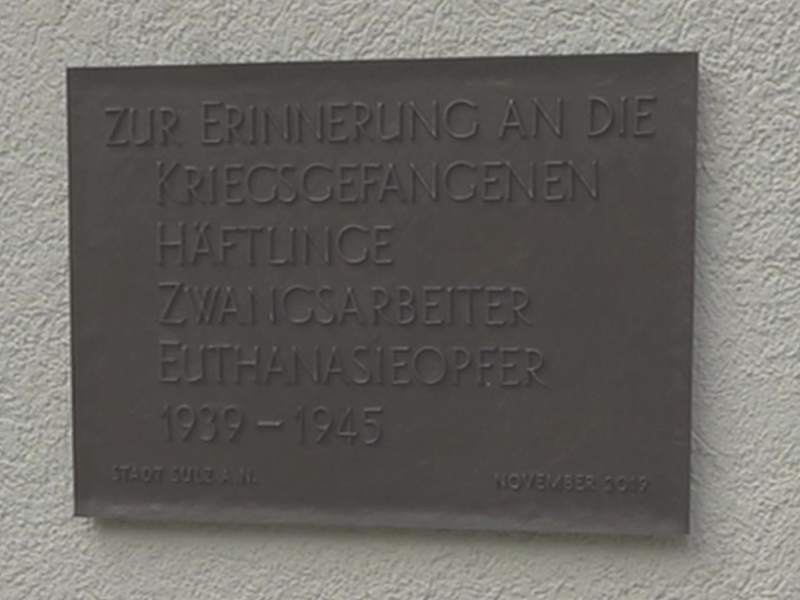 ZUR ERINNERUNG AN DIE
KRIEGSGEFANGENEN
HÄFTLINGE
ZWANGSARBEITER
EUTHANASIEOPFER
1939 – 1945
STADT SULZ A.N. NOVEMBER 2019